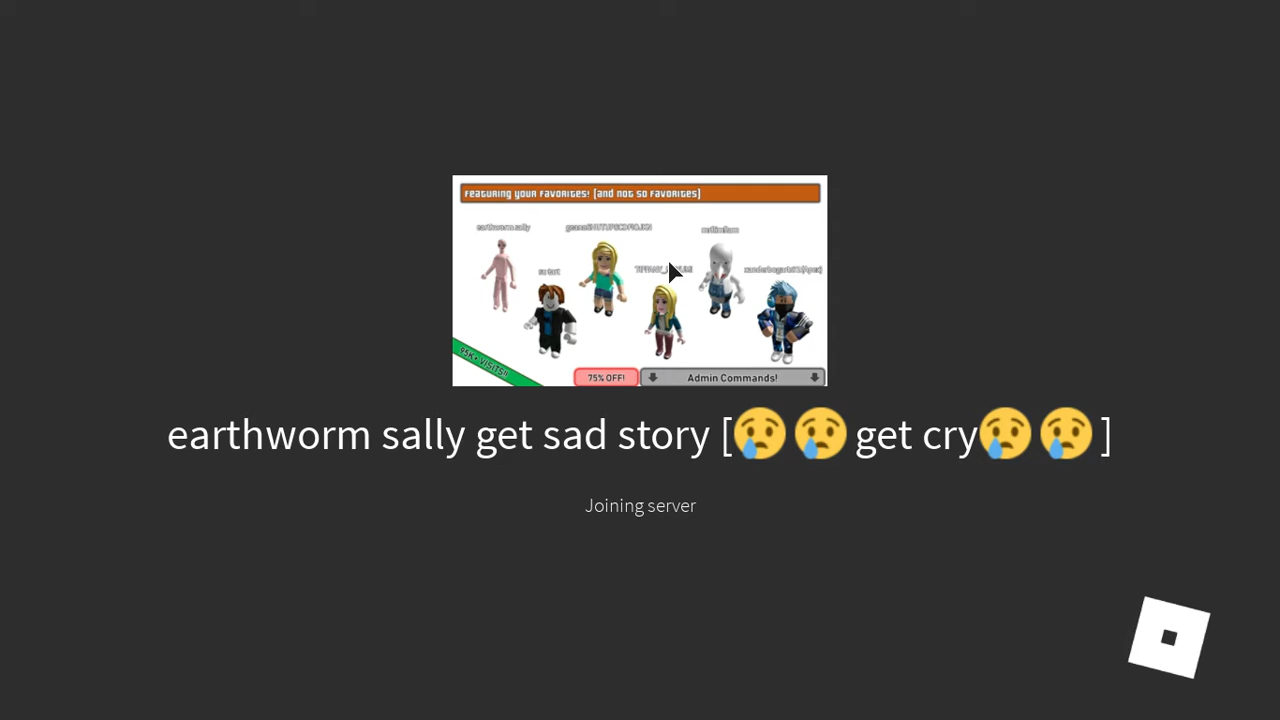 FEATURING YOUR FAVORITES! [AND NOT SO FAVORITES]
earthworm sally
75% OFF!
Admin Commands!
earthworm sally get sad story [😢😢get cry😢😢]
Joining server